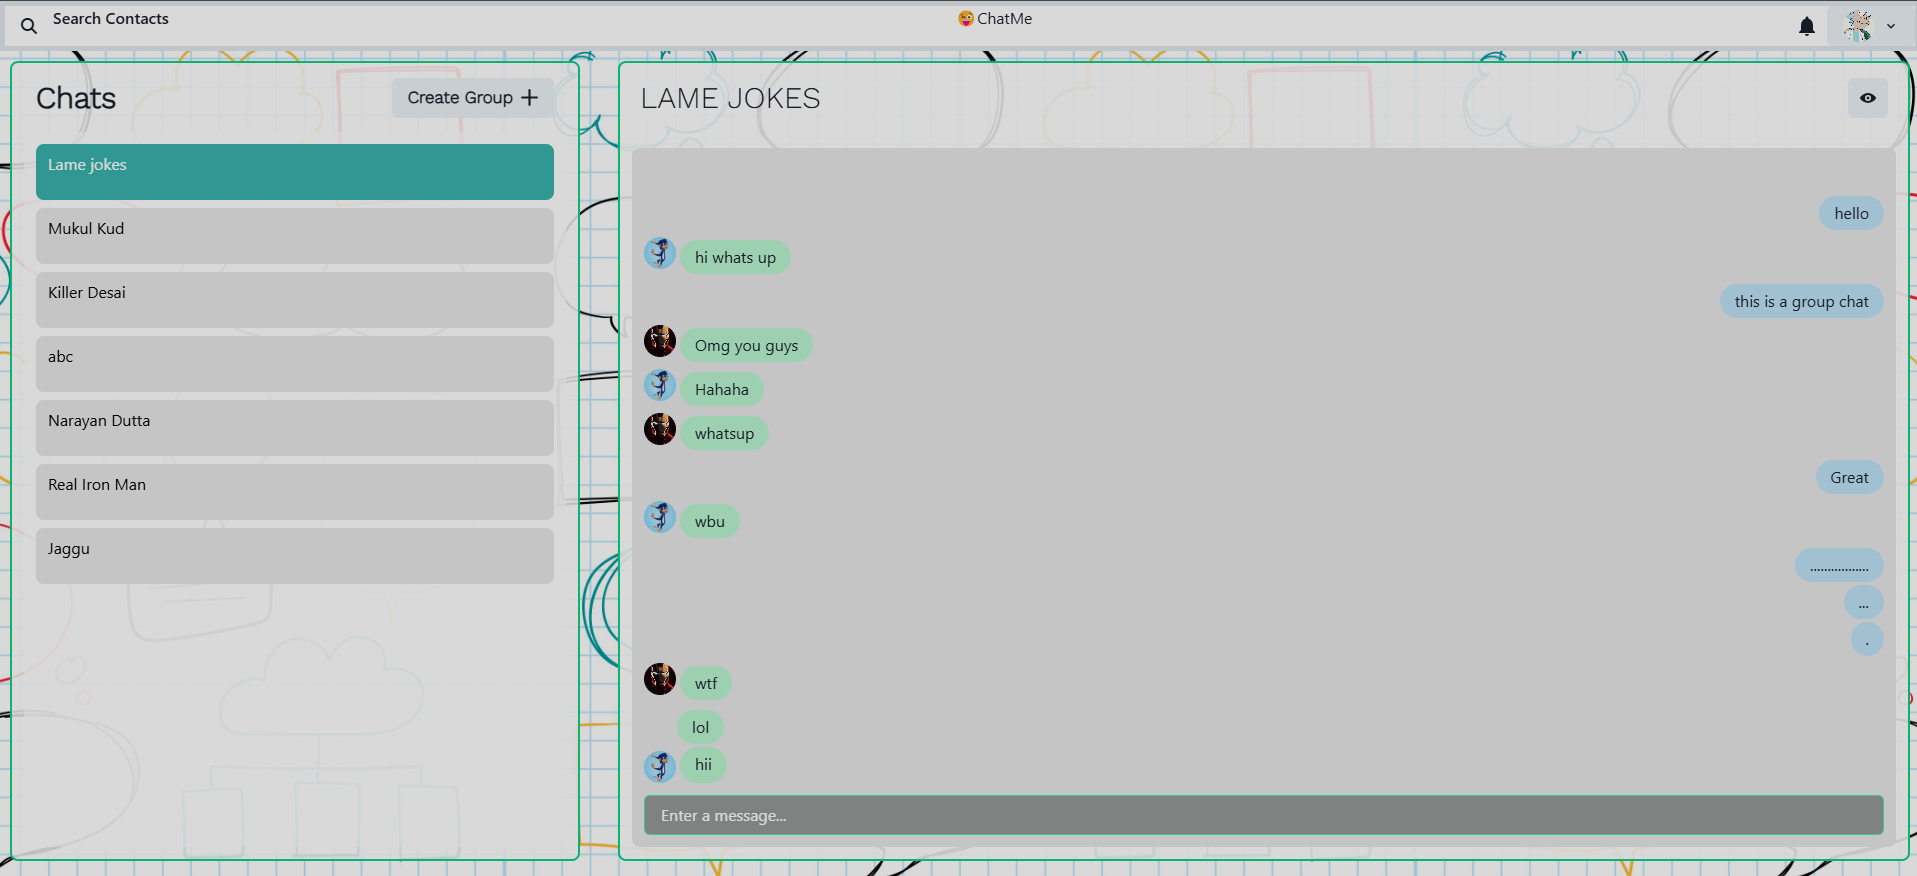 Search Contacts
ChatMe
Chats
Create Group
Lame jokes
Mukul Kud
Killer Desai
abc
Narayan Dutta
Real Iron Man
Jaggu
LAME JOKES
hello
hi whats up
this is a group chat
Omg you guys
Hahaha
whatsup
Great
wbu
.................
...
.
wtf
lol
hii
Enter a message...